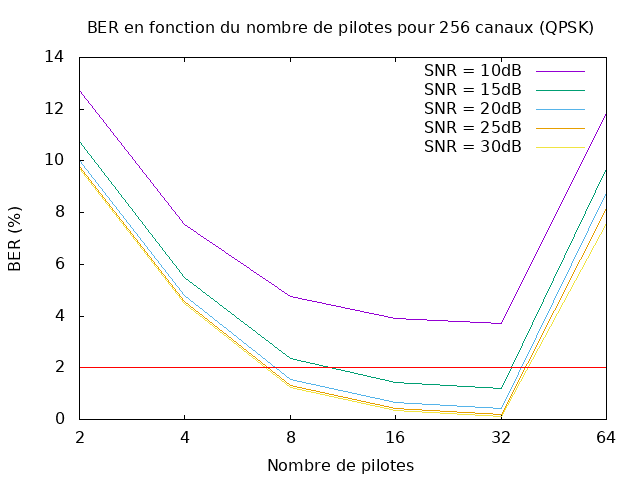 BER en fonction du nombre de pilotes pour 256 canaux (QPSK)
14
12
10
8
6
4
2
0
BER (%)
SNR = 10dB
SNR = 15dB
SNR = 20dB
SNR = 25dB
SNR = 30dB
2 4 8 16 32 64
Nombre de pilotes